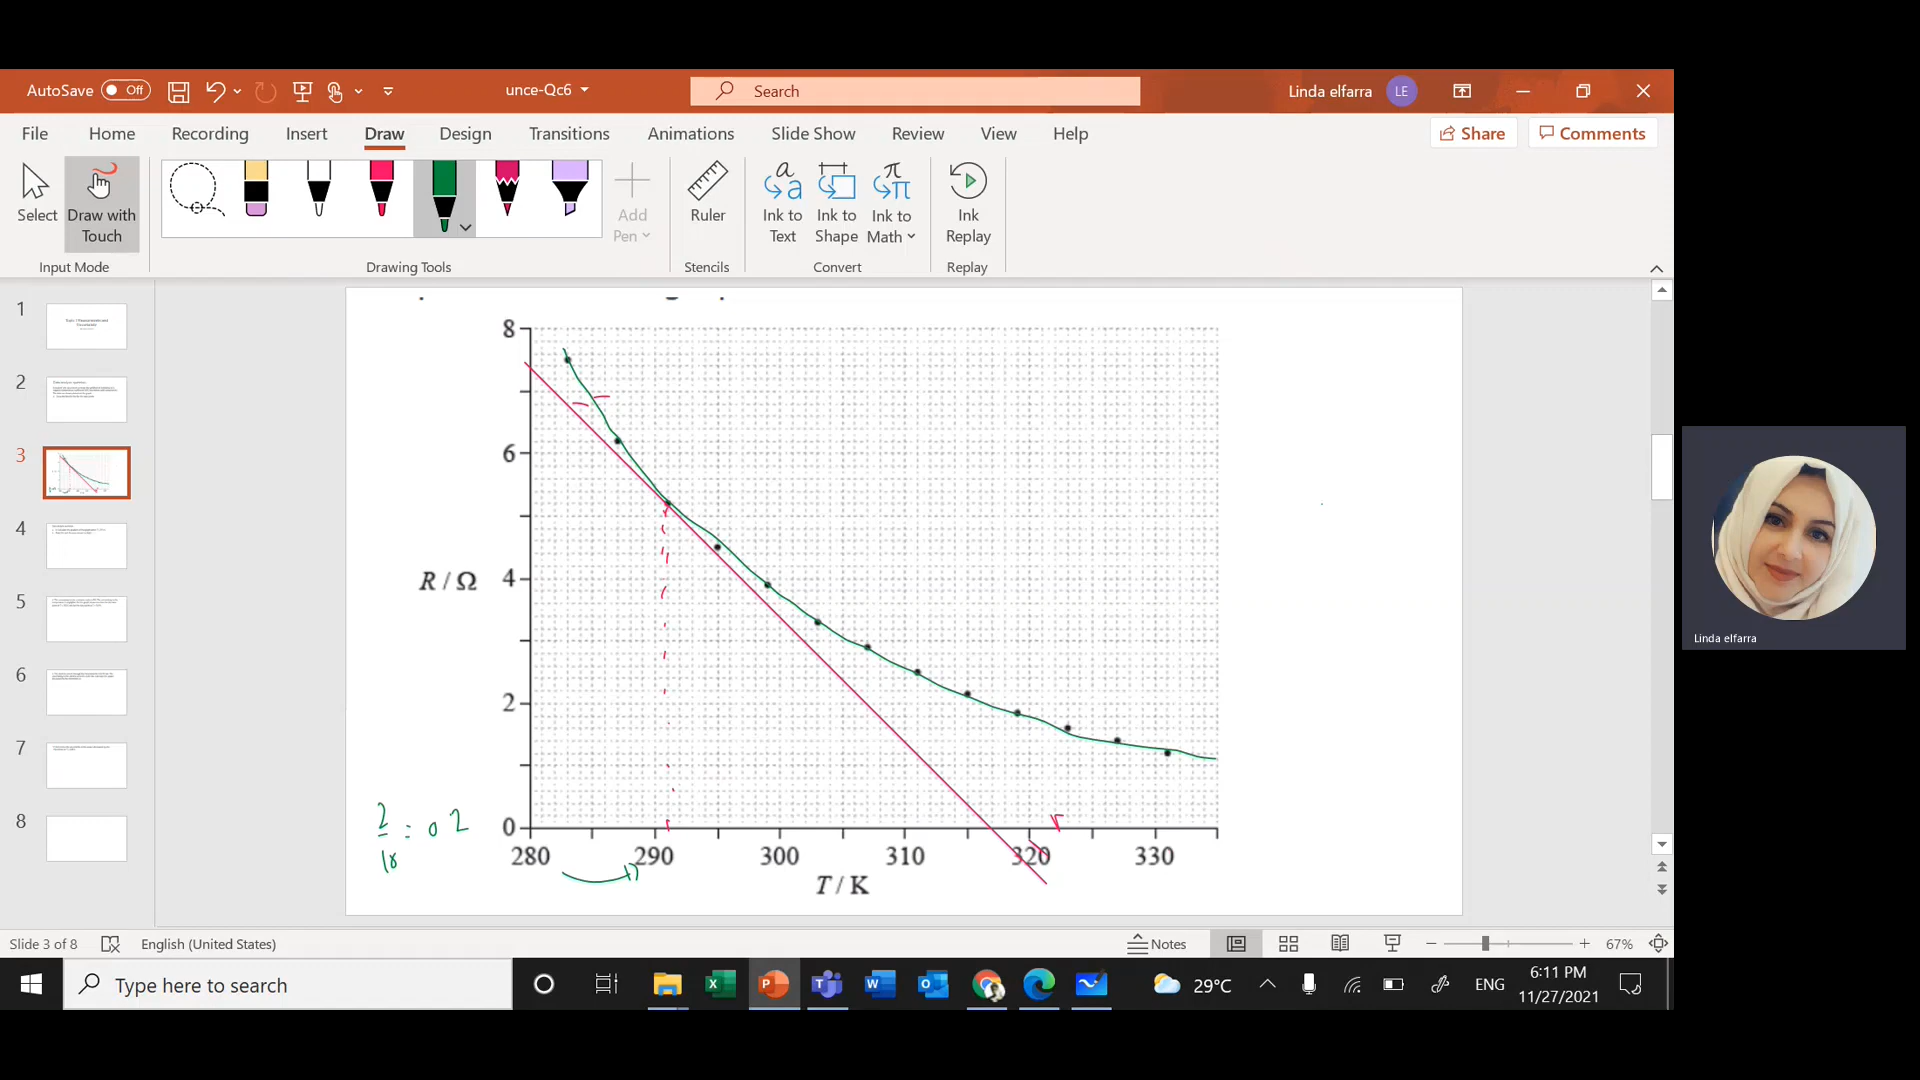 AutoSave Off unce-Qc6 Search Linda elfarra LE
File Home Recording Insert Draw Design Transitions Animations Slide Show Review View Help Share Comments
Select Draw with Touch Add Pen Ruler Ink to Text Ink to Shape Ink to Math Ink Replay
Input Mode Drawing Tools Stencils Convert Replay
1
2
3
4
5
6
7
8
8
6
R / Ω 4
2
0
2/10 : 0 2
280 290 300 310 320 330
T / K
Linda elfarra
Slide 3 of 8 English (United States) Notes 67%
Type here to search 29°C ENG 6:11 PM
11/27/2021